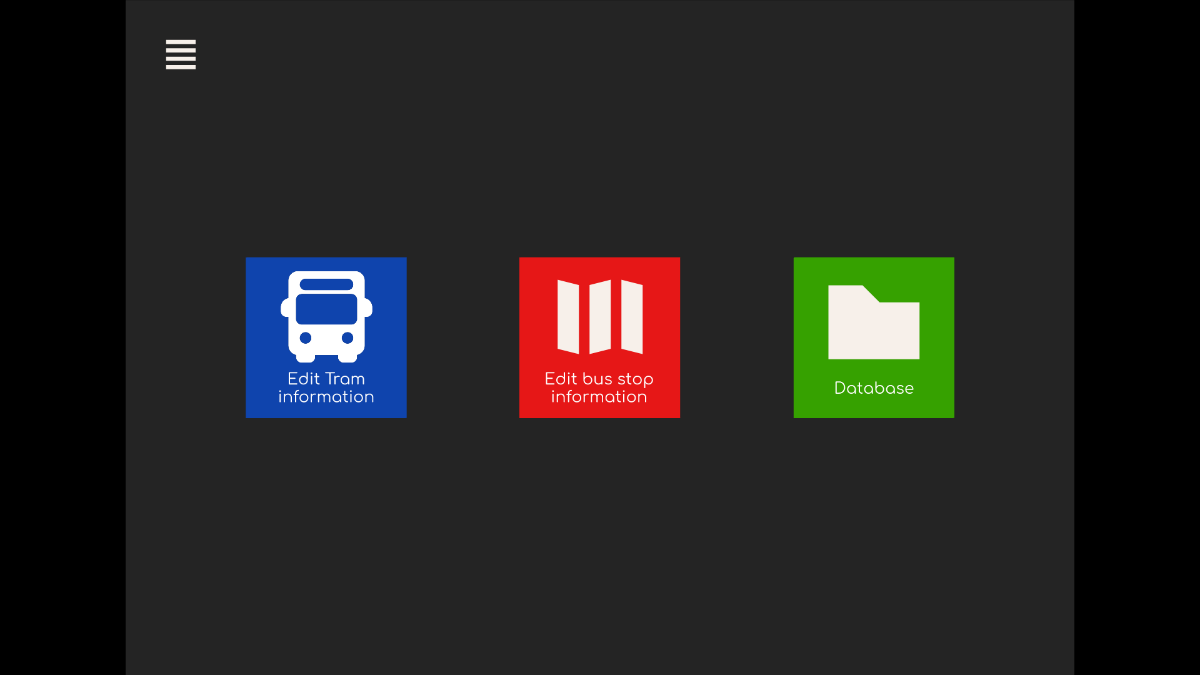 Edit Tram
information
Edit bus stop
information
Database